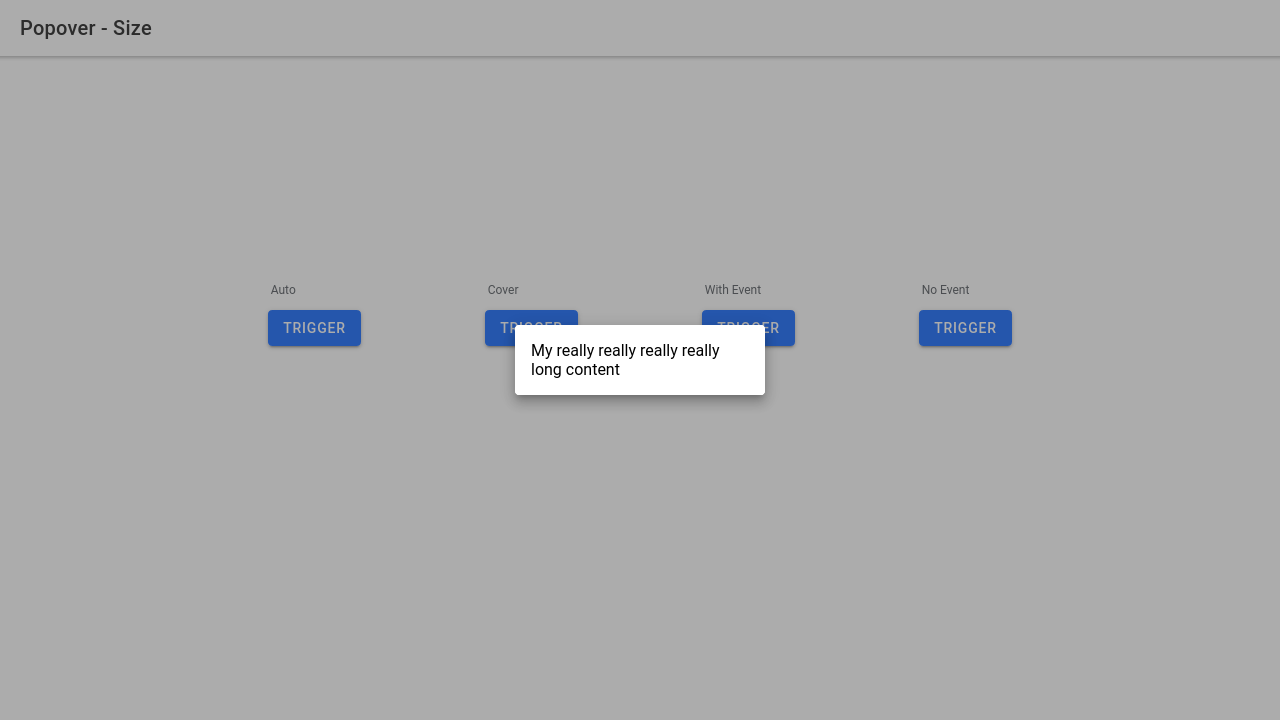 Popover - Size
Auto
Cover
With Event
No Event
TRIGGER
TRIGGER
TRIGGER
TRIGGER
My really really really really
long content